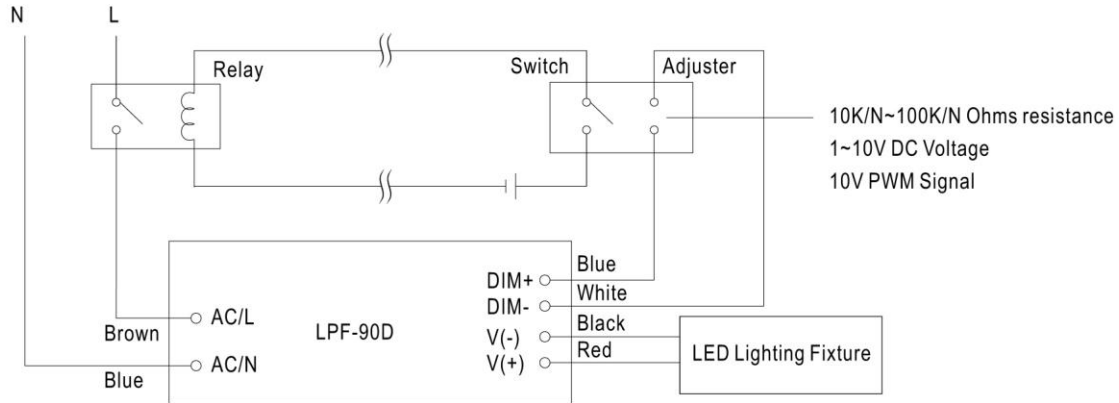 N
L
Relay
Switch
Adjuster
10K/N~100K/N Ohms resistance
1~10V DC Voltage
10V PWM Signal
Blue
DIM+
White
DIM-
Black
V(-)
Red
V(+)
AC/L
Brown
LPF-90D
LED Lighting Fixture
AC/N
Blue